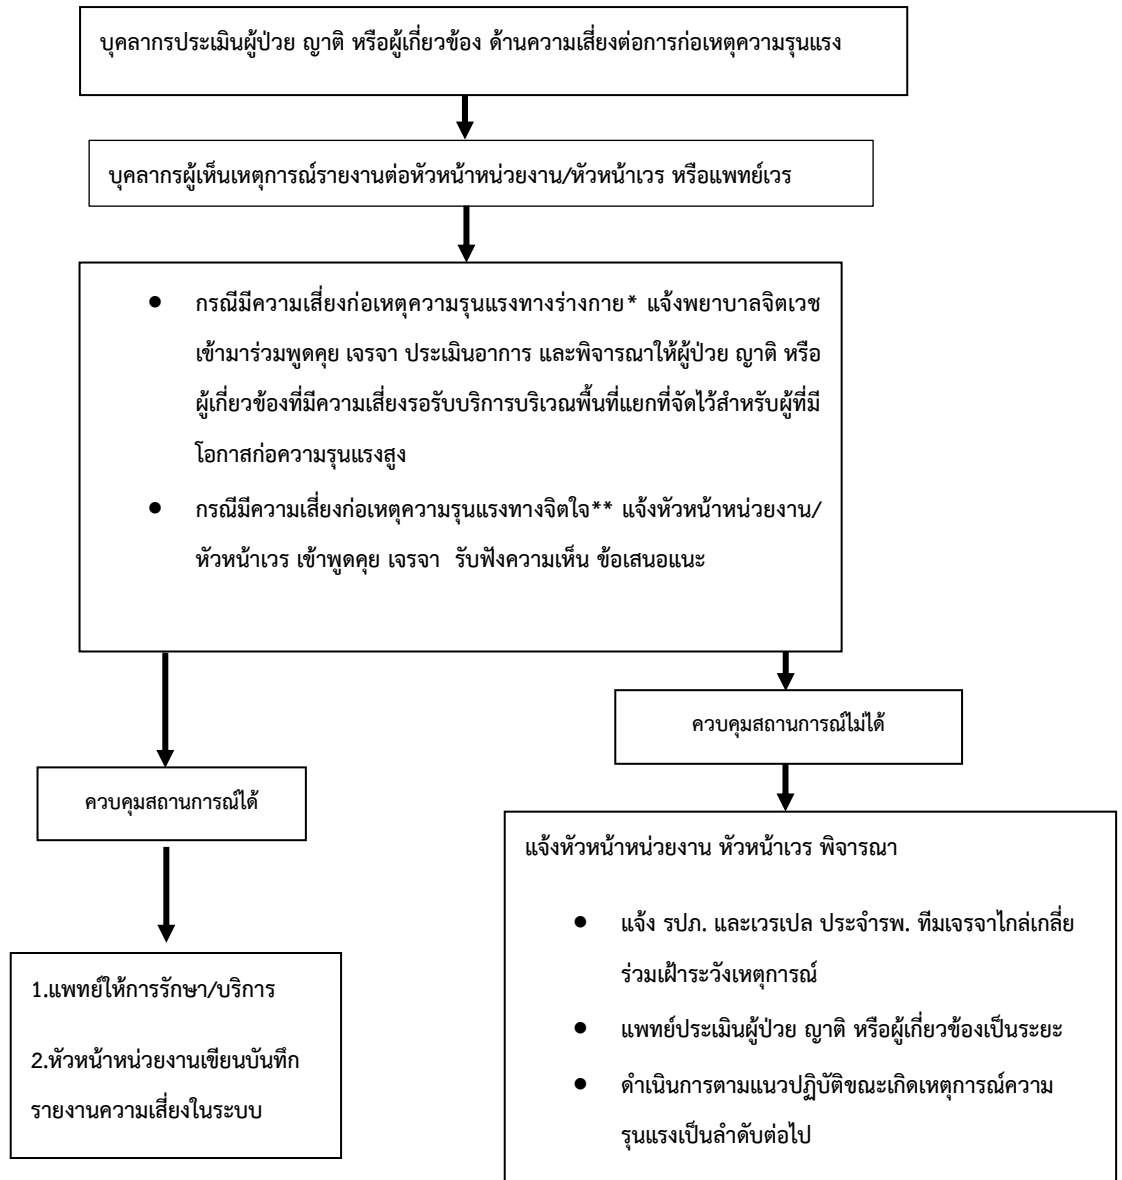 บุคลากรประเมินผู้ป่วย ญาติ หรือผู้เกี่ยวข้อง ด้านความเสี่ยงต่อการก่อเหตุความรุนแรง
บุคลากรผู้เห็นเหตุการณ์รายงานต่อหัวหน้าหน่วยงาน/หัวหน้าเวร หรือแพทย์เวร
● กรณีมีความเสี่ยงก่อเหตุความรุนแรงทางร่างกาย* แจ้งพยาบาลจิตเวช
เข้ามาร่วมพูดคุย เจรจา ประเมินอาการ และพิจารณาให้ผู้ป่วย ญาติ หรือ
ผู้เกี่ยวข้องที่มีความเสี่ยงรอรับบริการบริเวณพื้นที่แยกที่จัดไว้สำหรับผู้ที่มี
โอกาสก่อความรุนแรงสูง
● กรณีมีความเสี่ยงก่อเหตุความรุนแรงทางจิตใจ** แจ้งหัวหน้าหน่วยงาน/
หัวหน้าเวร เข้าพูดคุย เจรจา รับฟังความเห็น ข้อเสนอแนะ
ควบคุมสถานการณ์ได้
1.แพทย์ให้การรักษา/บริการ
2.หัวหน้าหน่วยงานเขียนบันทึก
รายงานความเสี่ยงในระบบ
ควบคุมสถานการณ์ไม่ได้
แจ้งหัวหน้าหน่วยงาน หัวหน้าเวร พิจารณา
● แจ้ง รปภ. และเวรเปล ประจำรพ. ทีมเจรจาไกล่เกลี่ย
ร่วมเฝ้าระวังเหตุการณ์
● แพทย์ประเมินผู้ป่วย ญาติ หรือผู้เกี่ยวข้องเป็นระยะ
● ดำเนินการตามแนวปฏิบัติขณะเกิดเหตุการณ์ความ
รุนแรงเป็นลำดับต่อไป